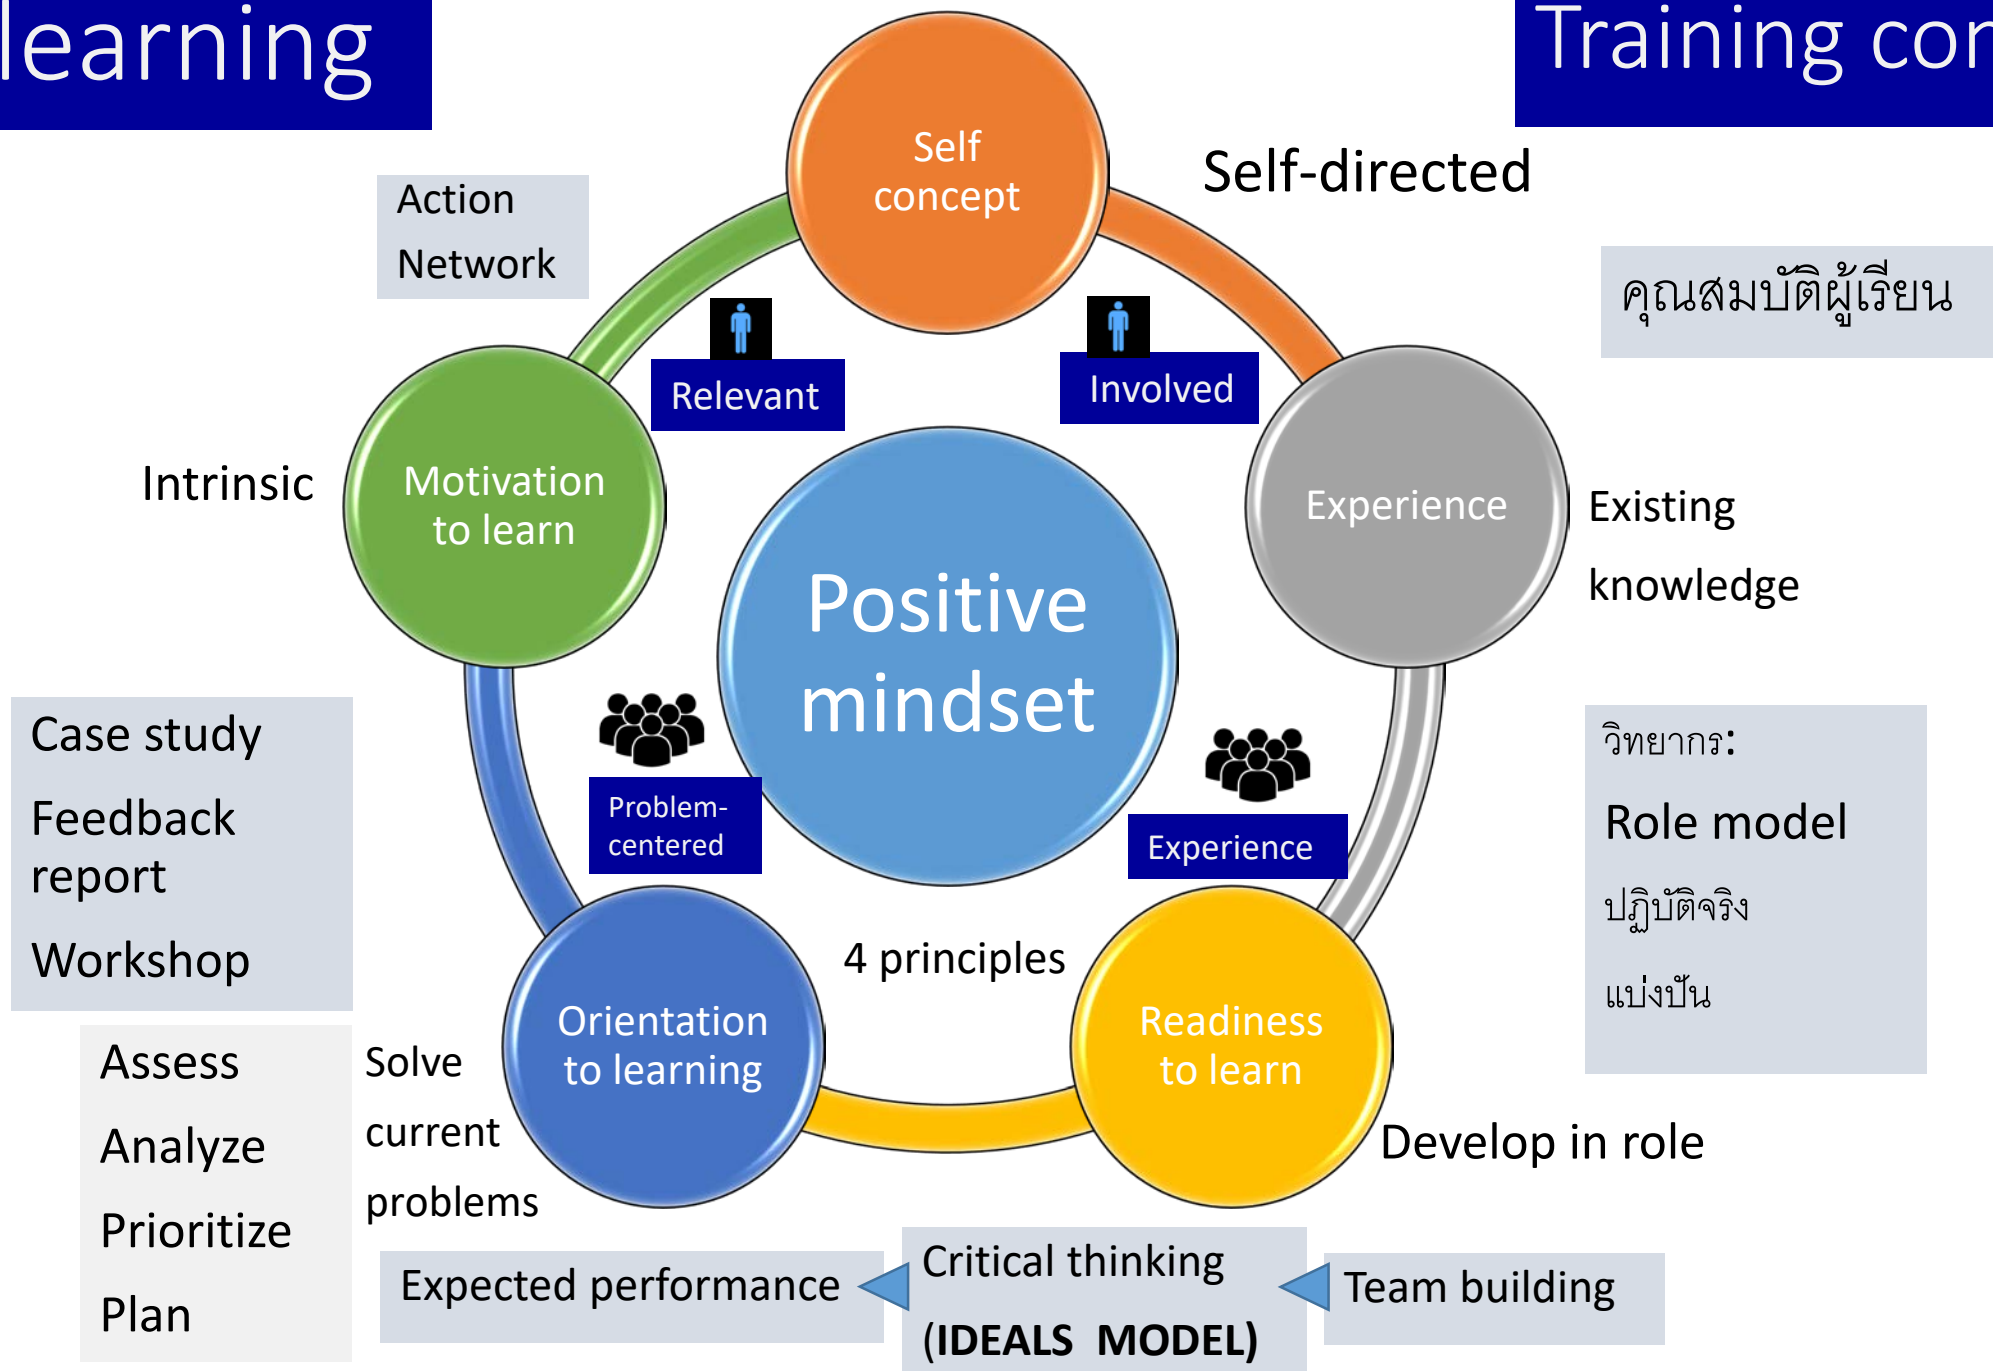 learning
Training con
Self
concept
Self-directed
Action
Network
คุณสมบัติผู้เรียน
Relevant
Involved
Intrinsic
Motivation
to learn
Experience
Existing
knowledge
Positive
mindset
Case study
Feedback
report
Workshop
Problem-
centered
Experience
วิทยากร:
Role model
ปฏิบัติจริง
แบ่งปัน
4 principles
Orientation
to learning
Readiness
to learn
Assess
Analyze
Prioritize
Plan
Solve
current
problems
Develop in role
Expected performance
Critical thinking
(IDEALS MODEL)
Team building